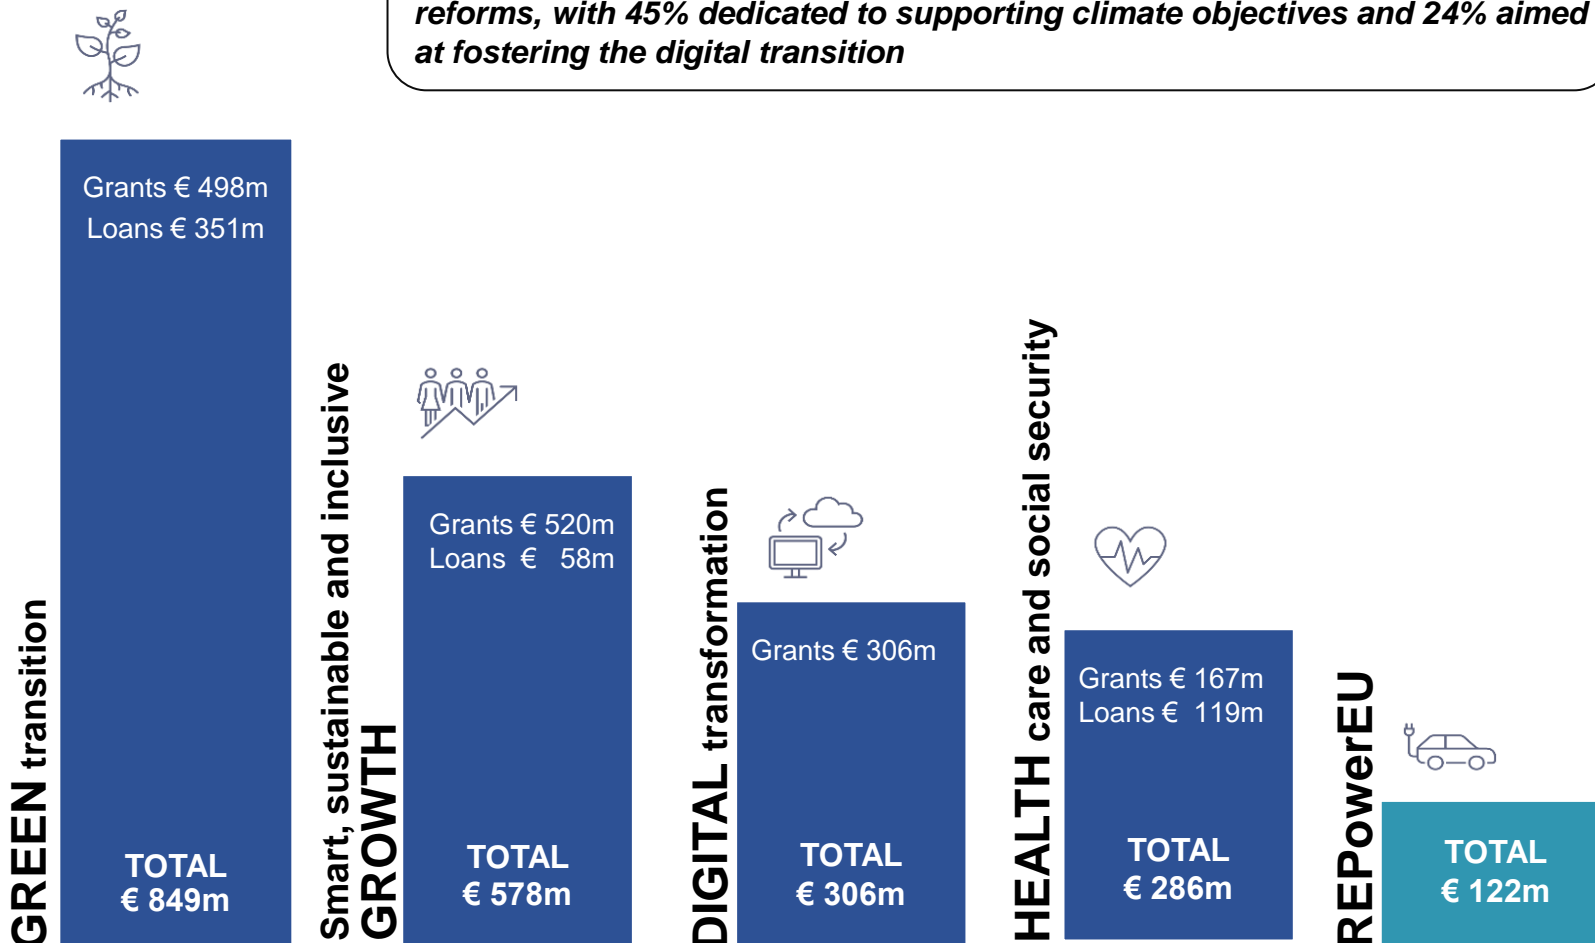 reforms, with 45% dedicated to supporting climate objectives and 24% aimed
at fostering the digital transition
GREEN transition
Grants € 498m
Loans € 351m
TOTAL
€ 849m
Smart, sustainable and inclusive
GROWTH
Grants € 520m
Loans € 58m
TOTAL
€ 578m
DIGITAL transformation
Grants € 306m
TOTAL
€ 306m
HEALTH care and social security
Grants € 167m
Loans € 119m
TOTAL
€ 286m
REPowerEU
TOTAL
€ 122m